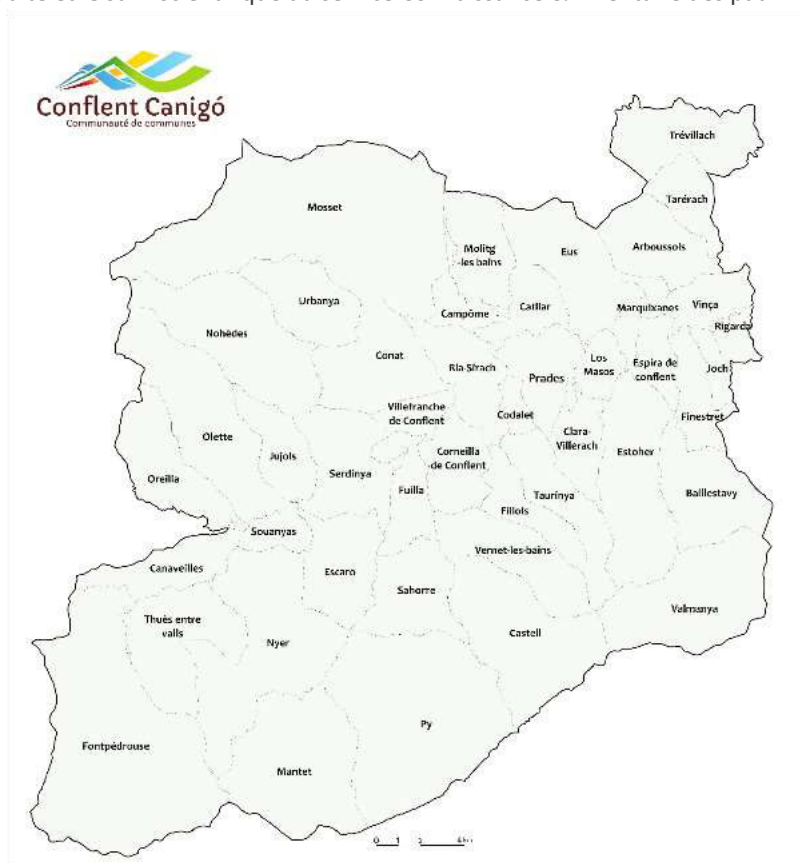 Conflent Canigó
Communauté de communes
Trévillach
Tarérach
Mosset
Arboussols
Molitg
-les bains
Eus
Urbanya
Campôme
Catllar
Marquixanes
Vinça
Nohèdes
Rigarda
Conat
Ria-Sirach
Los
Masos
Espira de
conflent
Joch
Prades
Villefranche
de Conflent
Codalet
Finestret
Olette
Clara-
Villerach
Jujols
Corneilla
de Conflent
Estoher
Serdinya
Oreilla
Fuilla
Taurinya
Baillestavy
Fillols
Souanyas
Vernet-les-bains
Canaveilles
Escaro
Sahorre
Valmanya
Thuès entre
valls
Castell
Nyer
Py
Fontpédrouse
Mantet
0 1